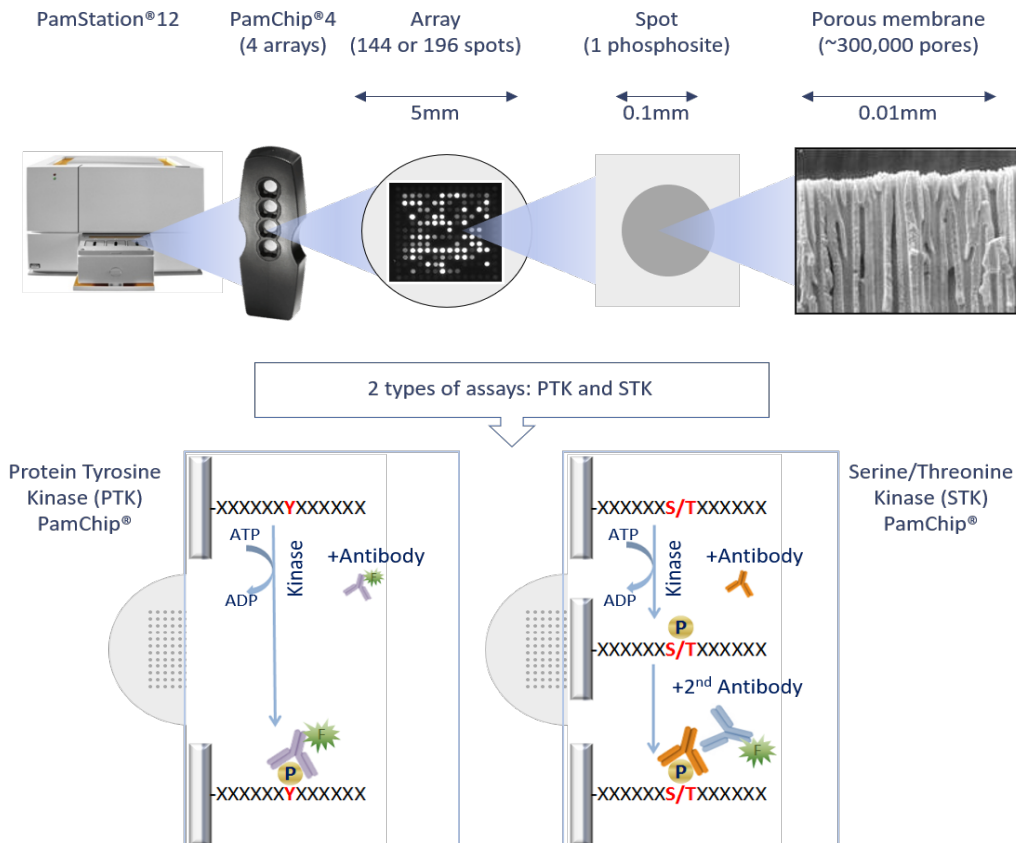 PamStation®12
PamChip®4
(4 arrays)
Array
(144 or 196 spots)
Spot
(1 phosphosite)
Porous membrane
(~300,000 pores)
5mm
0.1mm
0.01mm
2 types of assays: PTK and STK
Protein Tyrosine
Kinase (PTK)
PamChip®
-XXXXXXYXXXXXX
ATP
ADP
Kinase
+Antibody
F
F
P
-XXXXXXYXXXXXX
Serine/Threonine
Kinase (STK)
PamChip®
-XXXXXXS/TXXXXXX
ATP
ADP
Kinase
+Antibody
P
-XXXXXXS/TXXXXXX
+2nd Antibody
F
P
-XXXXXXS/TXXXXXX